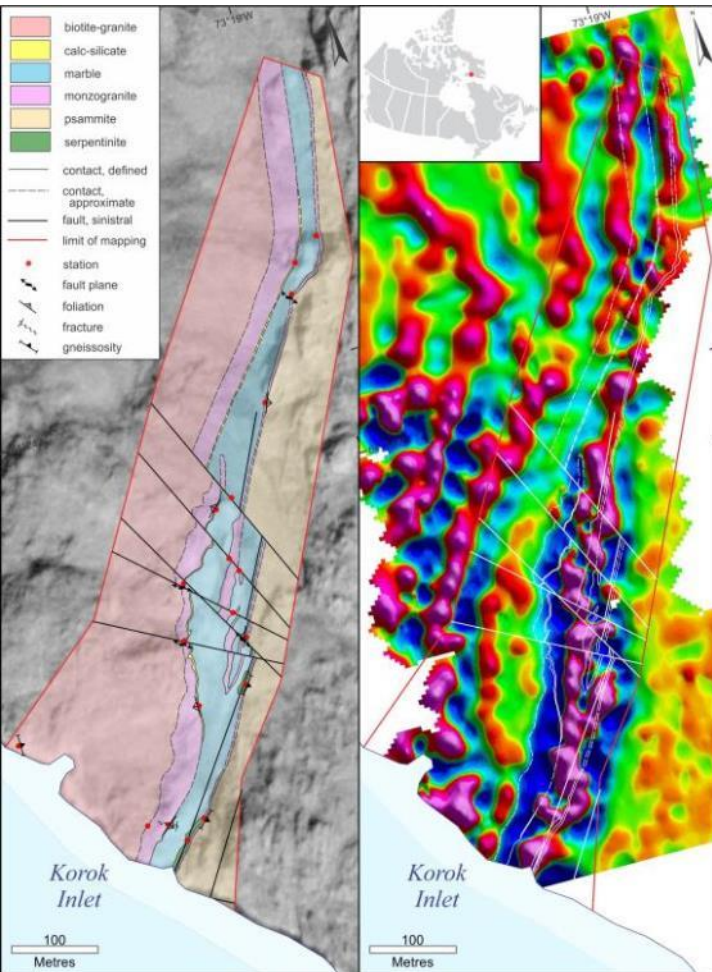 73°19'W
biotite-granite
calc-silicate
marble
monzogranite
psammite
serpentinite
contact, defined
contact,
approximate
fault, sinistral
limit of mapping
station
fault plane
foliation
fracture
gneissosity
Korok
Inlet
100
Metres
73°19'W
Korok
Inlet
100
Metres